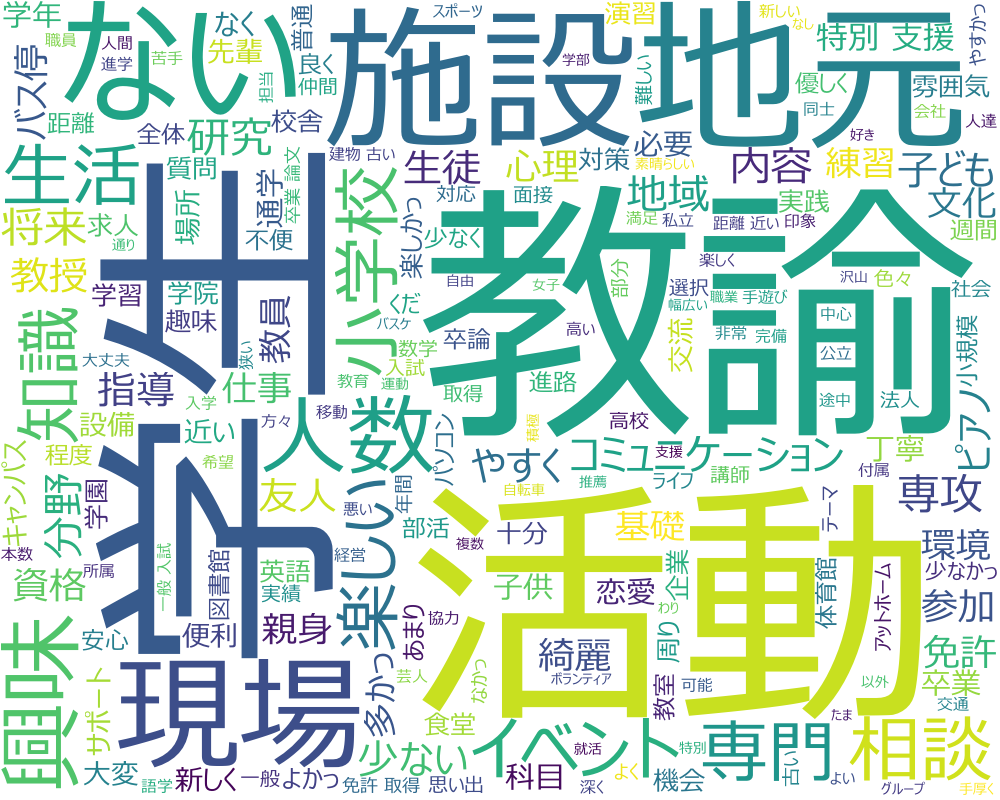 学年
職員
人間
進学
苦手
ない
なく
先輩
担当
普通
良く
仲間
スポーツ
施設
地元
演習
新しい
なし
やすかっ
特別 支援
学部
難しい
優しく
同士
雰囲気
会社
人達
バス停
距離
全体
研究
校舎
必要
素晴らしい
好き
生活
質問
建物 古い
卒業 論文
生徒
心理
対策
内容
練習
子ども
将来
求人
場所
通学
小学校
対応
面接
地域
実践
文化
通り
不便
楽しかっ
少なく
満足
私立
距離 近い
印象
週間
教授
学習
学院
学生
自由
女子
教諭
部分
楽しく
沢山
色々
社会
趣味
教員
くだ
バスケ
高い
選択
職業
手遊び
幅広い
中心
知識
大丈夫
狭い
数学
入試
卒論
交流
非常
完備
公立
小規模
指導
仕事
教育
運動
取得
進路
途中
法人
入学
方々
移動
人数
高校
ピアノ
設備
近い
積極
コミュニケーション
丁寧
程度
希望
パソコン
やすく
支援
付属
キャンパス
分野
友人
年間
自転車
推薦
ライフ
講師
専攻
学園
楽しい
悪い
部活
十分
基礎
テーマ
本数
所属
一般 入試
図書館
英語
経営
複数
活動
環境
資格
実績
子供
恋愛
企業
体育館
アットホーム
少なかっ
興味
安心
便利
親身
あまり
協力
わり
参加
綺麗
周り
免許
サポート
現場
多かっ
芸人
なかっ
ボランティア
教室
可能
以外
卒業
食堂
イベント
専門
たま
交通
大変
少ない
就活
特別
相談
語学
新しく
一般
よかっ
免許 取得
思い出
科目
深く
よく
機会
古い
よい
グループ
手厚く